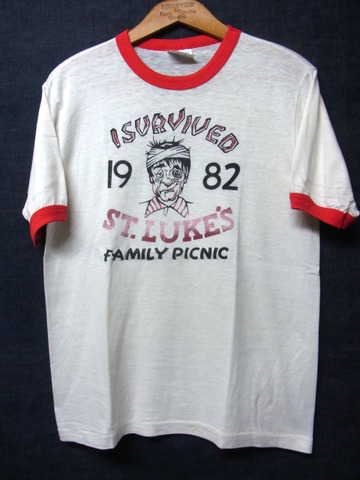 I SURVIVED
19 82
ST. LUKE'S
FAMILY PICNIC